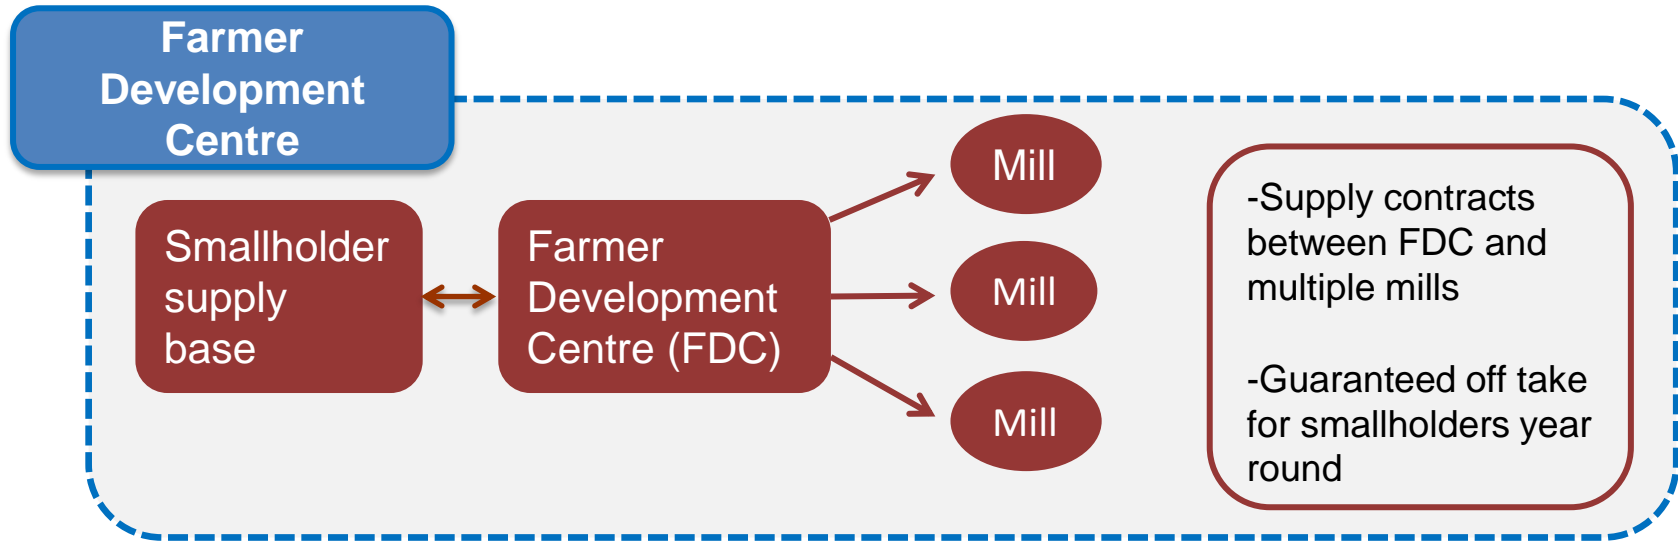 Farmer
Development
Centre
Smallholder
supply
base
Farmer
Development
Centre (FDC)
Mill
Mill
Mill
-Supply contracts
between FDC and
multiple mills
-Guaranteed off take
for smallholders year
round